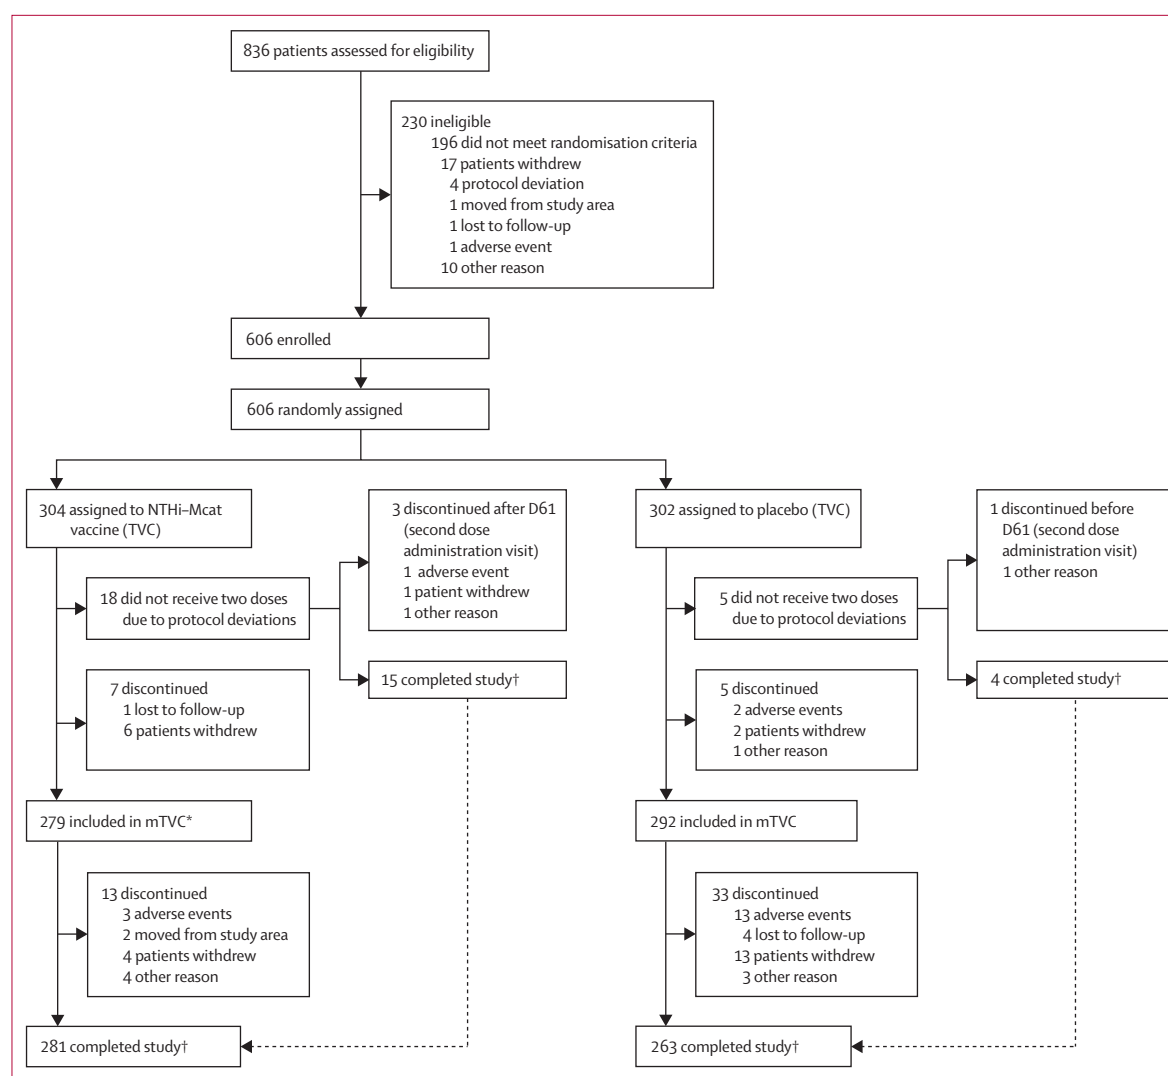 836 patients assessed for eligibility
230 ineligible
196 did not meet randomisation criteria
17 patients withdrew
4 protocol deviation
1 moved from study area
1 lost to follow-up
1 adverse event
10 other reason
606 enrolled
606 randomly assigned
304 assigned to NTHi–Mcat
vaccine (TVC)
3 discontinued after D61
(second dose
administration visit)
1 adverse event
1 patient withdrew
1 other reason
18 did not receive two doses
due to protocol deviations
15 completed study†
7 discontinued
1 lost to follow-up
6 patients withdrew
279 included in mTVC*
13 discontinued
3 adverse events
2 moved from study area
4 patients withdrew
4 other reason
281 completed study†
302 assigned to placebo (TVC)
1 discontinued before
D61 (second dose
administration visit)
1 other reason
5 did not receive two doses
due to protocol deviations
4 completed study†
5 discontinued
2 adverse events
2 patients withdrew
1 other reason
292 included in mTVC
33 discontinued
13 adverse events
4 lost to follow-up
13 patients withdrew
3 other reason
263 completed study†